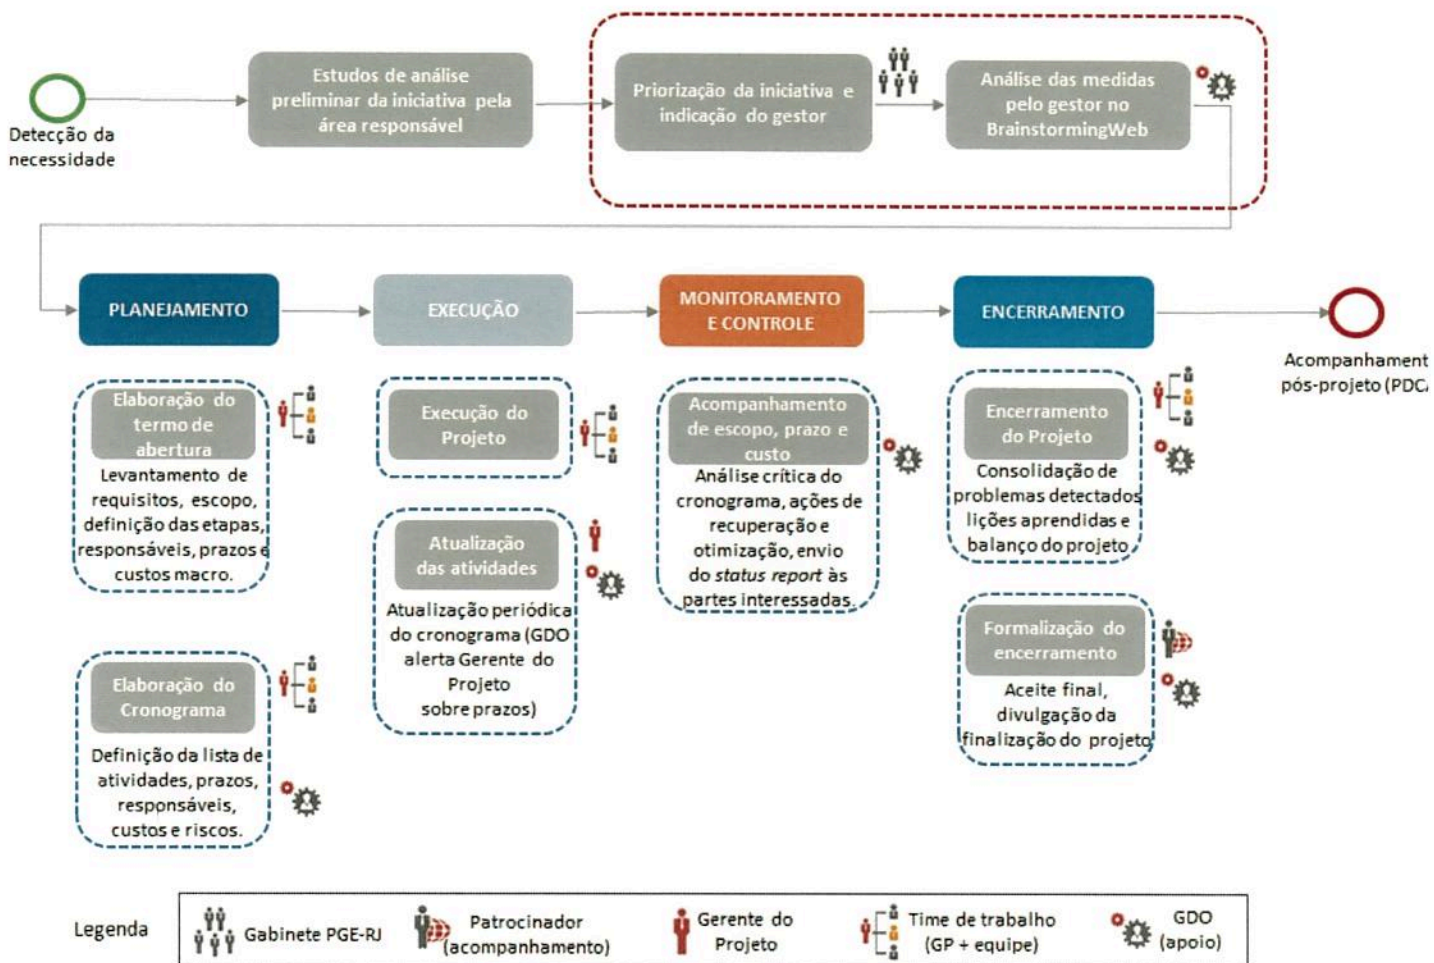 Detecção da
necessidade
Estudos de análise
preliminar da iniciativa pela
área responsável
Priorização da iniciativa e
indicação do gestor
Análise das medidas
pelo gestor no
BrainstormingWeb
PLANEJAMENTO
EXECUÇÃO
MONITORAMENTO
E CONTROLE
ENCERRAMENTO
Acompanhament
pós-projeto (PDC
Elaboração do
termo de
abertura
Levantamento de
requisitos, escopo,
definição das etapas,
responsáveis, prazos e
custos macro.
Elaboração do
Cronograma
Definição da lista de
atividades, prazos,
responsáveis,
custos e riscos.
Execução do
Projeto
Atualização
das atividades
Atualização periódica
do cronograma (GDO
alerta Gerente do
Projeto
sobre prazos)
Acompanhamento
de escopo, prazo e
custo
Análise crítica do
cronograma, ações de
recuperação e
otimização, envio
do status report às
partes interessadas.
Encerramento
do Projeto
Consolidação de
problemas detectados,
lições aprendidas e
balanço do projeto
Formalização do
encerramento
Aceite final,
divulgação da
finalização do projeto
Legenda
Gabinete PGE-RJ
Patrocinador
(acompanhamento)
Gerente do
Projeto
Time de trabalho
(GP + equipe)
GDO
(apoio)